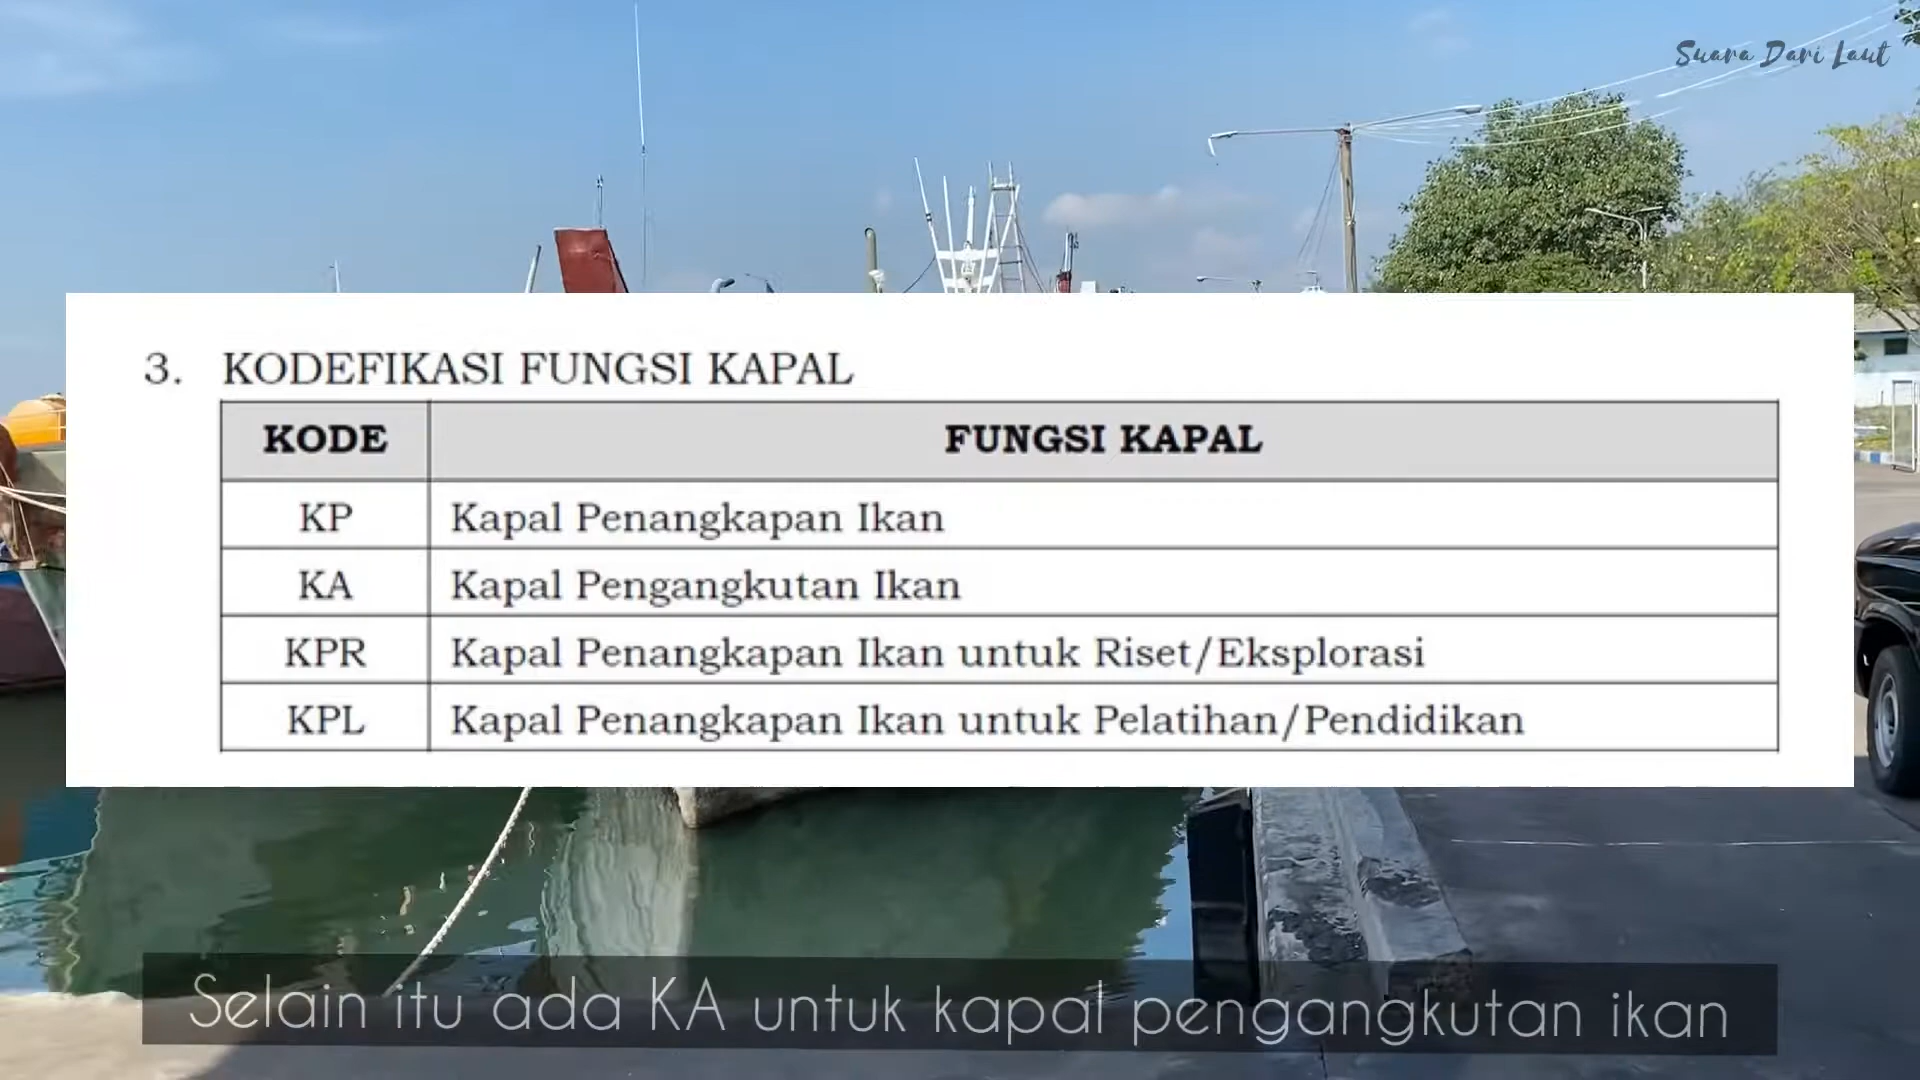 Suara Dari Laut
3. KODEFIKASI FUNGSI KAPAL
KODE FUNGSI KAPAL
KP Kapal Penangkapan Ikan
KA Kapal Pengangkutan Ikan
KPR Kapal Penangkapan Ikan untuk Riset/Eksplorasi
KPL Kapal Penangkapan Ikan untuk Pelatihan/Pendidikan
Selain itu ada KA untuk kapal pengangkutan ikan